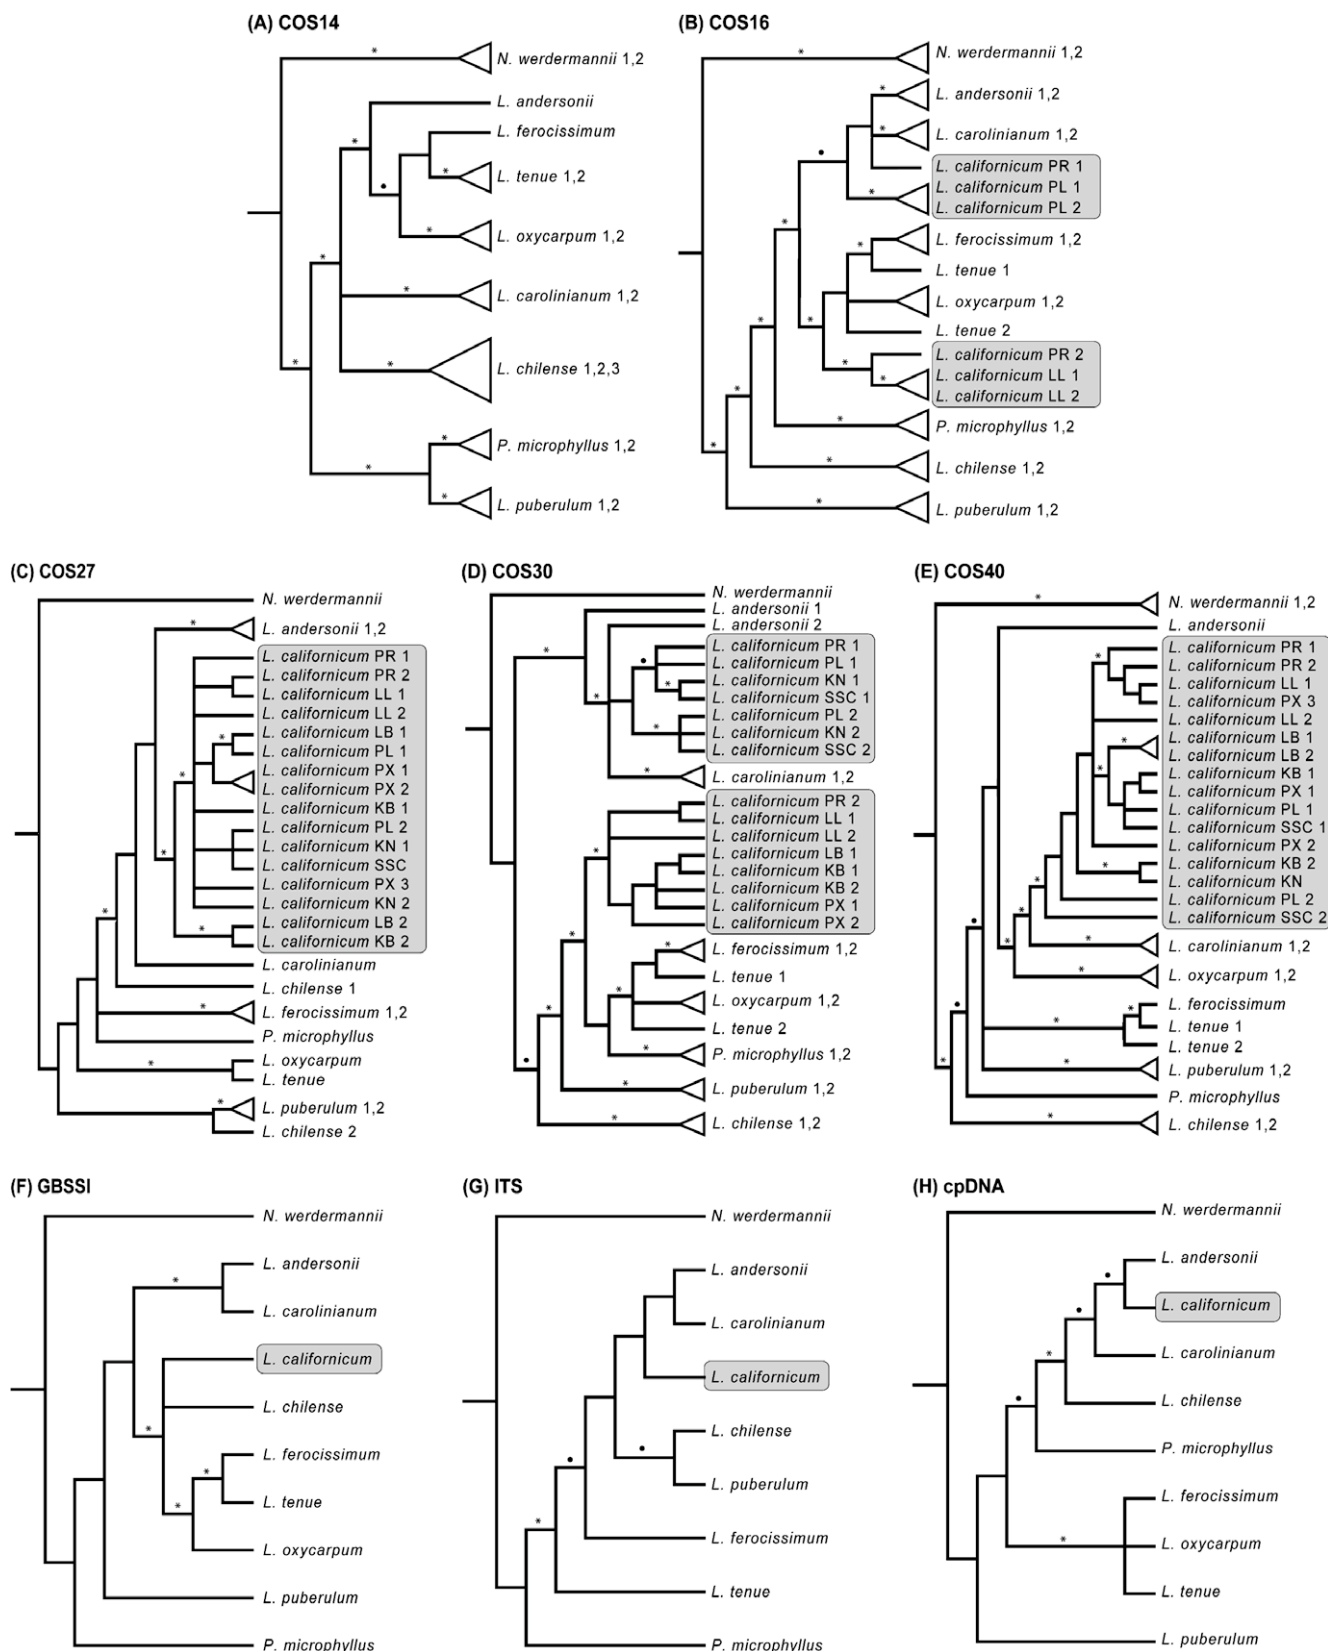 (A) COS14
N. werdermannii 1,2
L. andersonii
L. ferocissimum
L. tenue 1,2
L. oxycarpum 1,2
L. carolinianum 1,2
L. chilense 1,2,3
P. microphyllus 1,2
L. puberulum 1,2
(B) COS16
N. werdermannii 1,2
L. andersonii 1,2
L. carolinianum 1,2
L. californicum PR 1
L. californicum PL 1
L. californicum PL 2
L. ferocissimum 1,2
L. tenue 1
L. oxycarpum 1,2
L. tenue 2
L. californicum PR 2
L. californicum LL 1
L. californicum LL 2
P. microphyllus 1,2
L. chilense 1,2
L. puberulum 1,2
(C) COS27
N. werdermannii
L. andersonii 1,2
L. californicum PR 1
L. californicum PR 2
L. californicum LL 1
L. californicum LL 2
L. californicum LB 1
L. californicum PL 1
L. californicum PX 1
L. californicum PX 2
L. californicum KB 1
L. californicum PL 2
L. californicum KN 1
L. californicum SSC
L. californicum PX 3
L. californicum KN 2
L. californicum LB 2
L. californicum KB 2
L. carolinianum
L. chilense 1
L. ferocissimum 1,2
P. microphyllus
L. oxycarpum
L. tenue
L. puberulum 1,2
L. chilense 2
(D) COS30
N. werdermannii
L. andersonii 1
L. andersonii 2
L. californicum PR 1
L. californicum PL 1
L. californicum KN 1
L. californicum SSC 1
L. californicum PL 2
L. californicum KN 2
L. californicum SSC 2
L. carolinianum 1,2
L. californicum PR 2
L. californicum LL 1
L. californicum LL 2
L. californicum LB 1
L. californicum KB 1
L. californicum KB 2
L. californicum PX 1
L. californicum PX 2
L. ferocissimum 1,2
L. tenue 1
L. oxycarpum 1,2
L. tenue 2
P. microphyllus 1,2
L. puberulum 1,2
L. chilense 1,2
(E) COS40
N. werdermannii 1,2
L. andersonii
L. californicum PR 1
L. californicum PR 2
L. californicum LL 1
L. californicum PX 3
L. californicum LL 2
L. californicum LB 1
L. californicum LB 2
L. californicum KB 1
L. californicum PX 1
L. californicum PL 1
L. californicum SSC 1
L. californicum PX 2
L. californicum KB 2
L. californicum KN
L. californicum PL 2
L. californicum SSC 2
L. carolinianum 1,2
L. oxycarpum 1,2
L. ferocissimum
L. tenue 1
L. tenue 2
L. puberulum 1,2
P. microphyllus
L. chilense 1,2
(F) GBSSI
N. werdermannii
L. andersonii
L. carolinianum
L. californicum
L. chilense
L. ferocissimum
L. tenue
L. oxycarpum
L. puberulum
P. microphyllus
(G) ITS
N. werdermannii
L. andersonii
L. carolinianum
L. californicum
L. chilense
L. puberulum
L. ferocissimum
L. tenue
P. microphyllus
(H) cpDNA
N. werdermannii
L. andersonii
L. californicum
L. carolinianum
L. chilense
P. microphyllus
L. ferocissimum
L. oxycarpum
L. tenue
L. puberulum